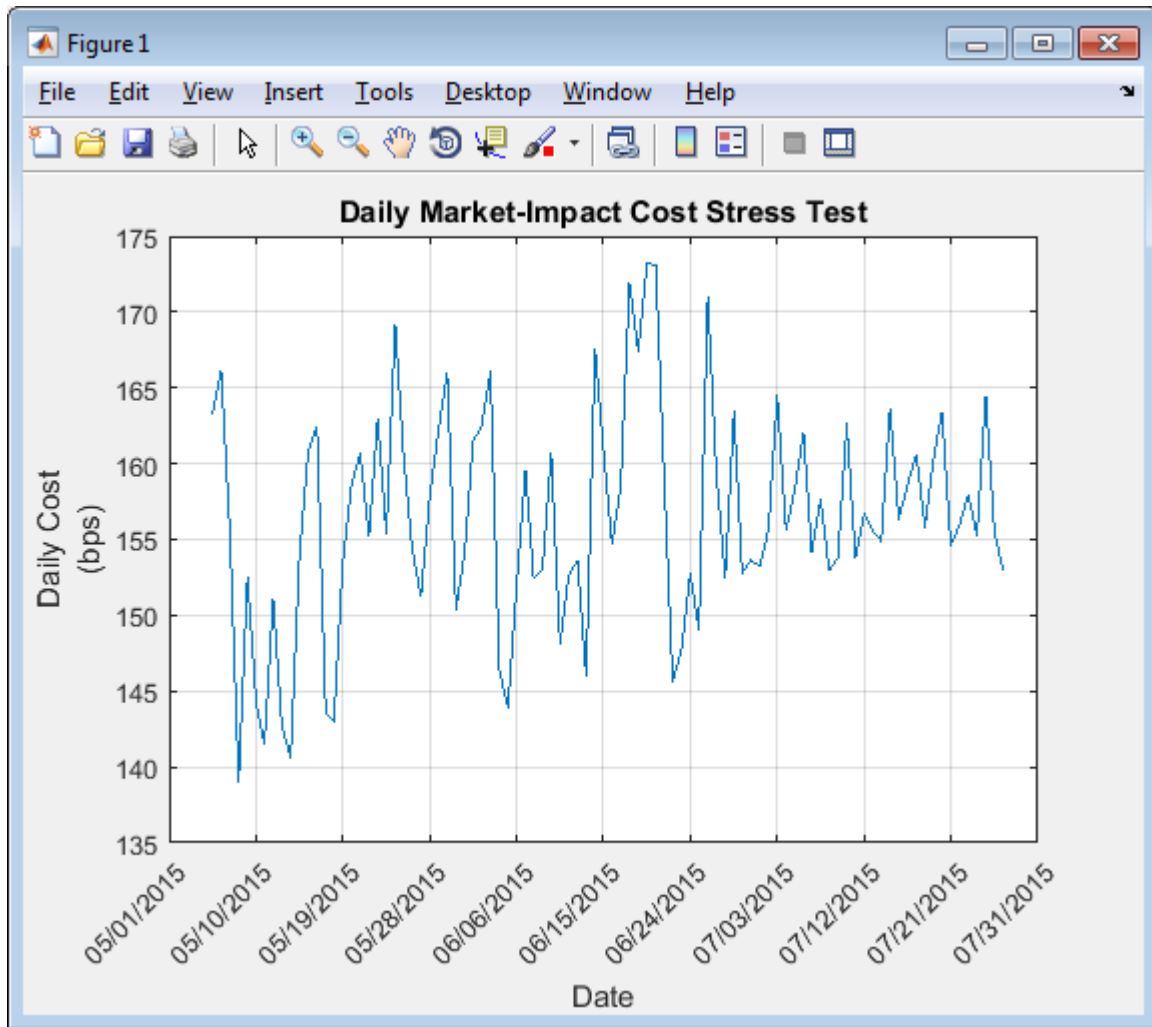 Figure 1
File Edit View Insert Tools Desktop Window Help
Daily Market-Impact Cost Stress Test
175
170
165
160
155
150
145
140
135
Daily Cost
(bps)
05/01/2015 05/10/2015 05/19/2015 05/28/2015 06/06/2015 06/15/2015 06/24/2015 07/03/2015 07/12/2015 07/21/2015 07/31/2015
Date